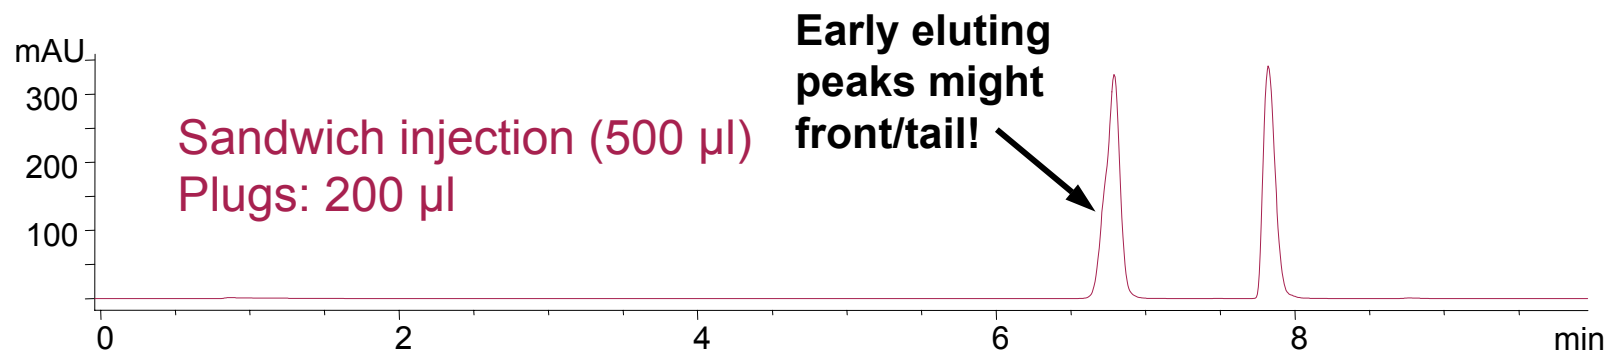 Early eluting
peaks might
front/tail!
mAU
300
200
100
Sandwich injection (500 µl)
Plugs: 200 µl
0 2 4 6 8 min